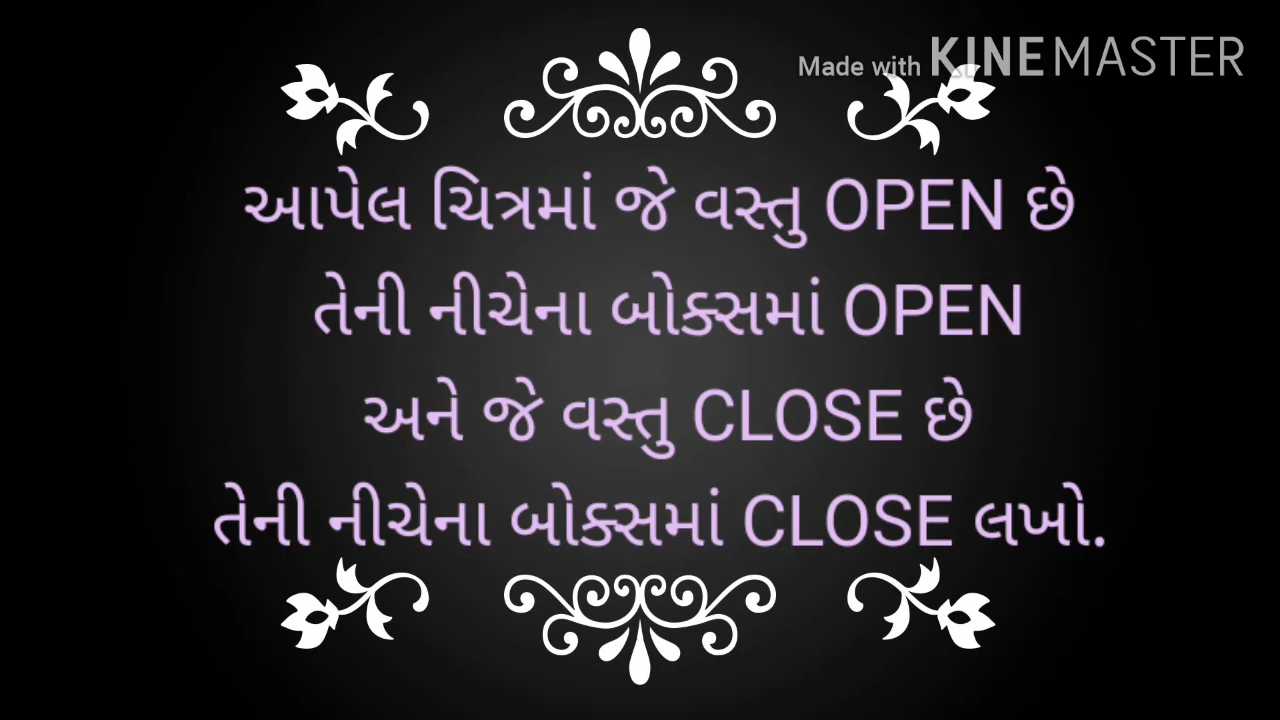 Made with KINEMASTER
આપેલ ચિત્રમાં જે વસ્તુ OPEN છે
તેની નીચેના બોક્સમાં OPEN
અને જે વસ્તુ CLOSE છે
તેની નીચેના બોક્સમાં CLOSE લખો.